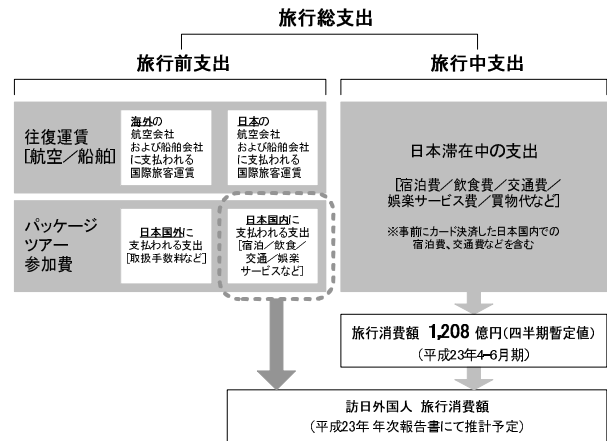 旅行総支出
旅行前支出
旅行中支出
往復運賃
[航空／船舶]
海外の
航空会社
および船舶会社
に支払われる
国際旅客運賃
日本の
航空会社
および船舶会社
に支払われる
国際旅客運賃
パッケージ
ツアー
参加費
日本国外に
支払われる支出
[取扱手数料など]
日本国内に
支払われる支出
[宿泊／飲食／
交通／娯楽
サービスなど]
日本滞在中の支出
[宿泊費／飲食費／交通費／
娯楽サービス費／買物代など]
※事前にカード決済した日本国内での
宿泊費、交通費などを含む
旅行消費額 1,208 億円(四半期暫定値)
(平成23年4-6月期)
訪日外国人 旅行消費額
(平成23年 年次報告書にて推計予定)